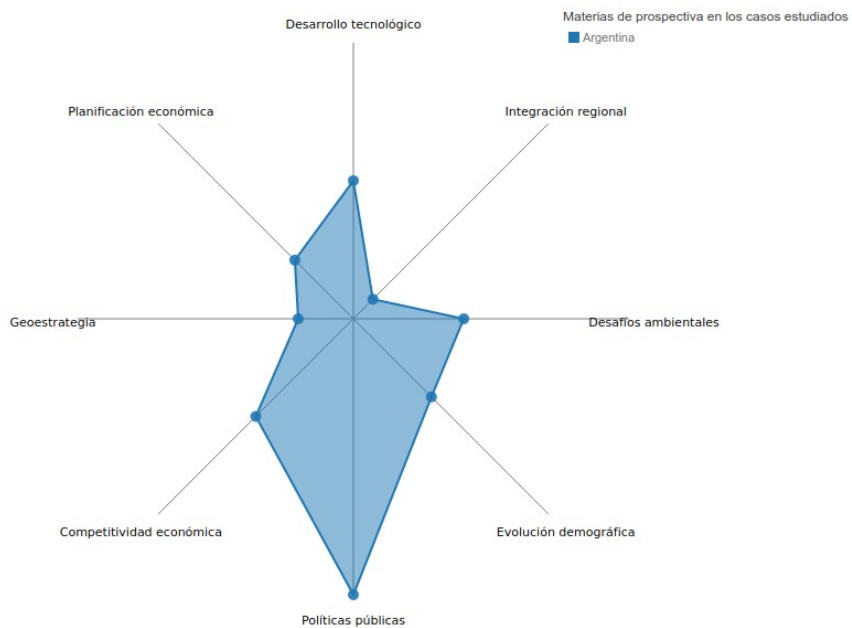 Materias de prospectiva en los casos estudiados
Argentina
Desarrollo tecnológico
Planificación económica
Integración regional
Geoestrategia
Desafíos ambientales
Competitividad económica
Evolución demográfica
Políticas públicas